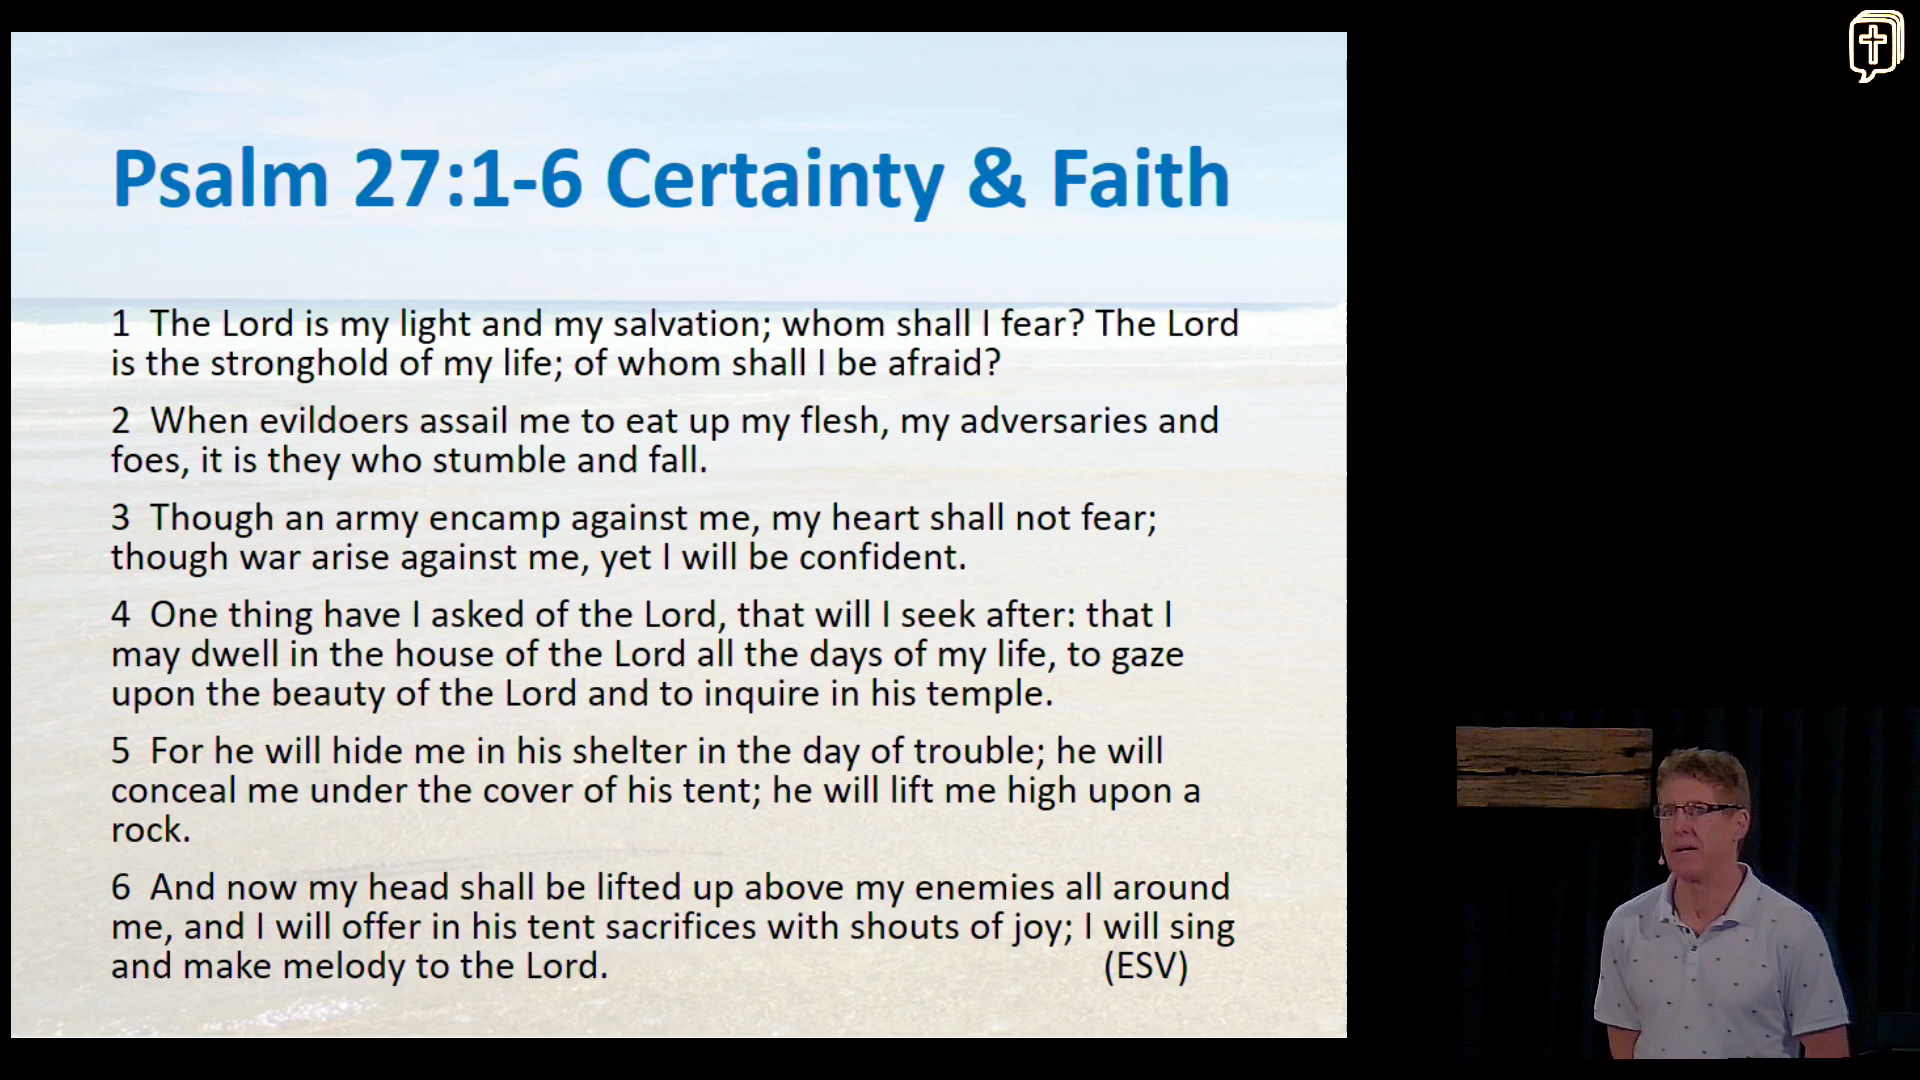 Psalm 27:1-6 Certainty & Faith
1 The Lord is my light and my salvation; whom shall I fear? The Lord
is the stronghold of my life; of whom shall I be afraid?
2 When evildoers assail me to eat up my flesh, my adversaries and
foes, it is they who stumble and fall.
3 Though an army encamp against me, my heart shall not fear;
though war arise against me, yet I will be confident.
4 One thing have I asked of the Lord, that will I seek after: that I
may dwell in the house of the Lord all the days of my life, to gaze
upon the beauty of the Lord and to inquire in his temple.
5 For he will hide me in his shelter in the day of trouble; he will
conceal me under the cover of his tent; he will lift me high upon a
rock.
6 And now my head shall be lifted up above my enemies all around
me, and I will offer in his tent sacrifices with shouts of joy; I will sing
and make melody to the Lord. (ESV)